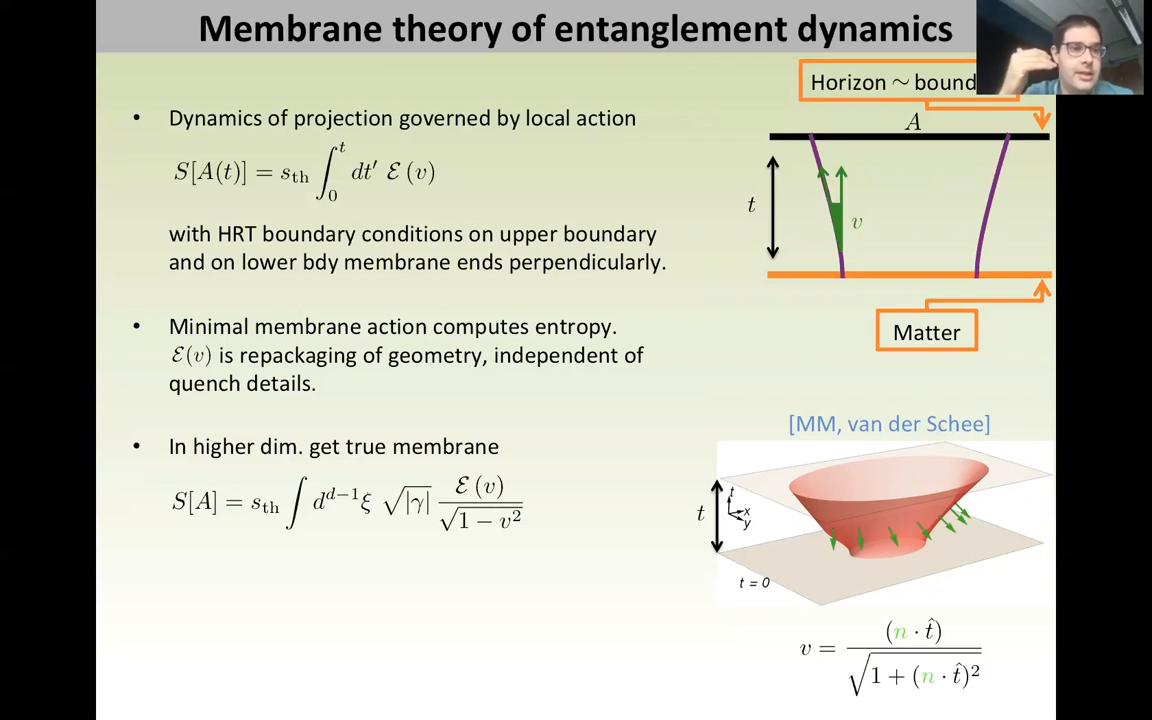 Membrane theory of entanglement dynamics
Horizon ∼
A
• Dynamics of projection governed by local action
S[A(t)] = s_th ∫_0^t dt′ ℰ(v)
t
v
with HRT boundary conditions on upper boundary
and on lower bdy membrane ends perpendicularly.
Matter
• Minimal membrane action computes entropy.
ℰ(v) is repackaging of geometry, independent of
quench details.
[MM, van der Schee]
• In higher dim. get true membrane
S[A] = s_th ∫ d^{d−1}ξ √|γ| ℰ(v) / √(1 − v²)
t
t
x
y
t = 0
v = (n · t̂) / √(1 + (n · t̂)²)